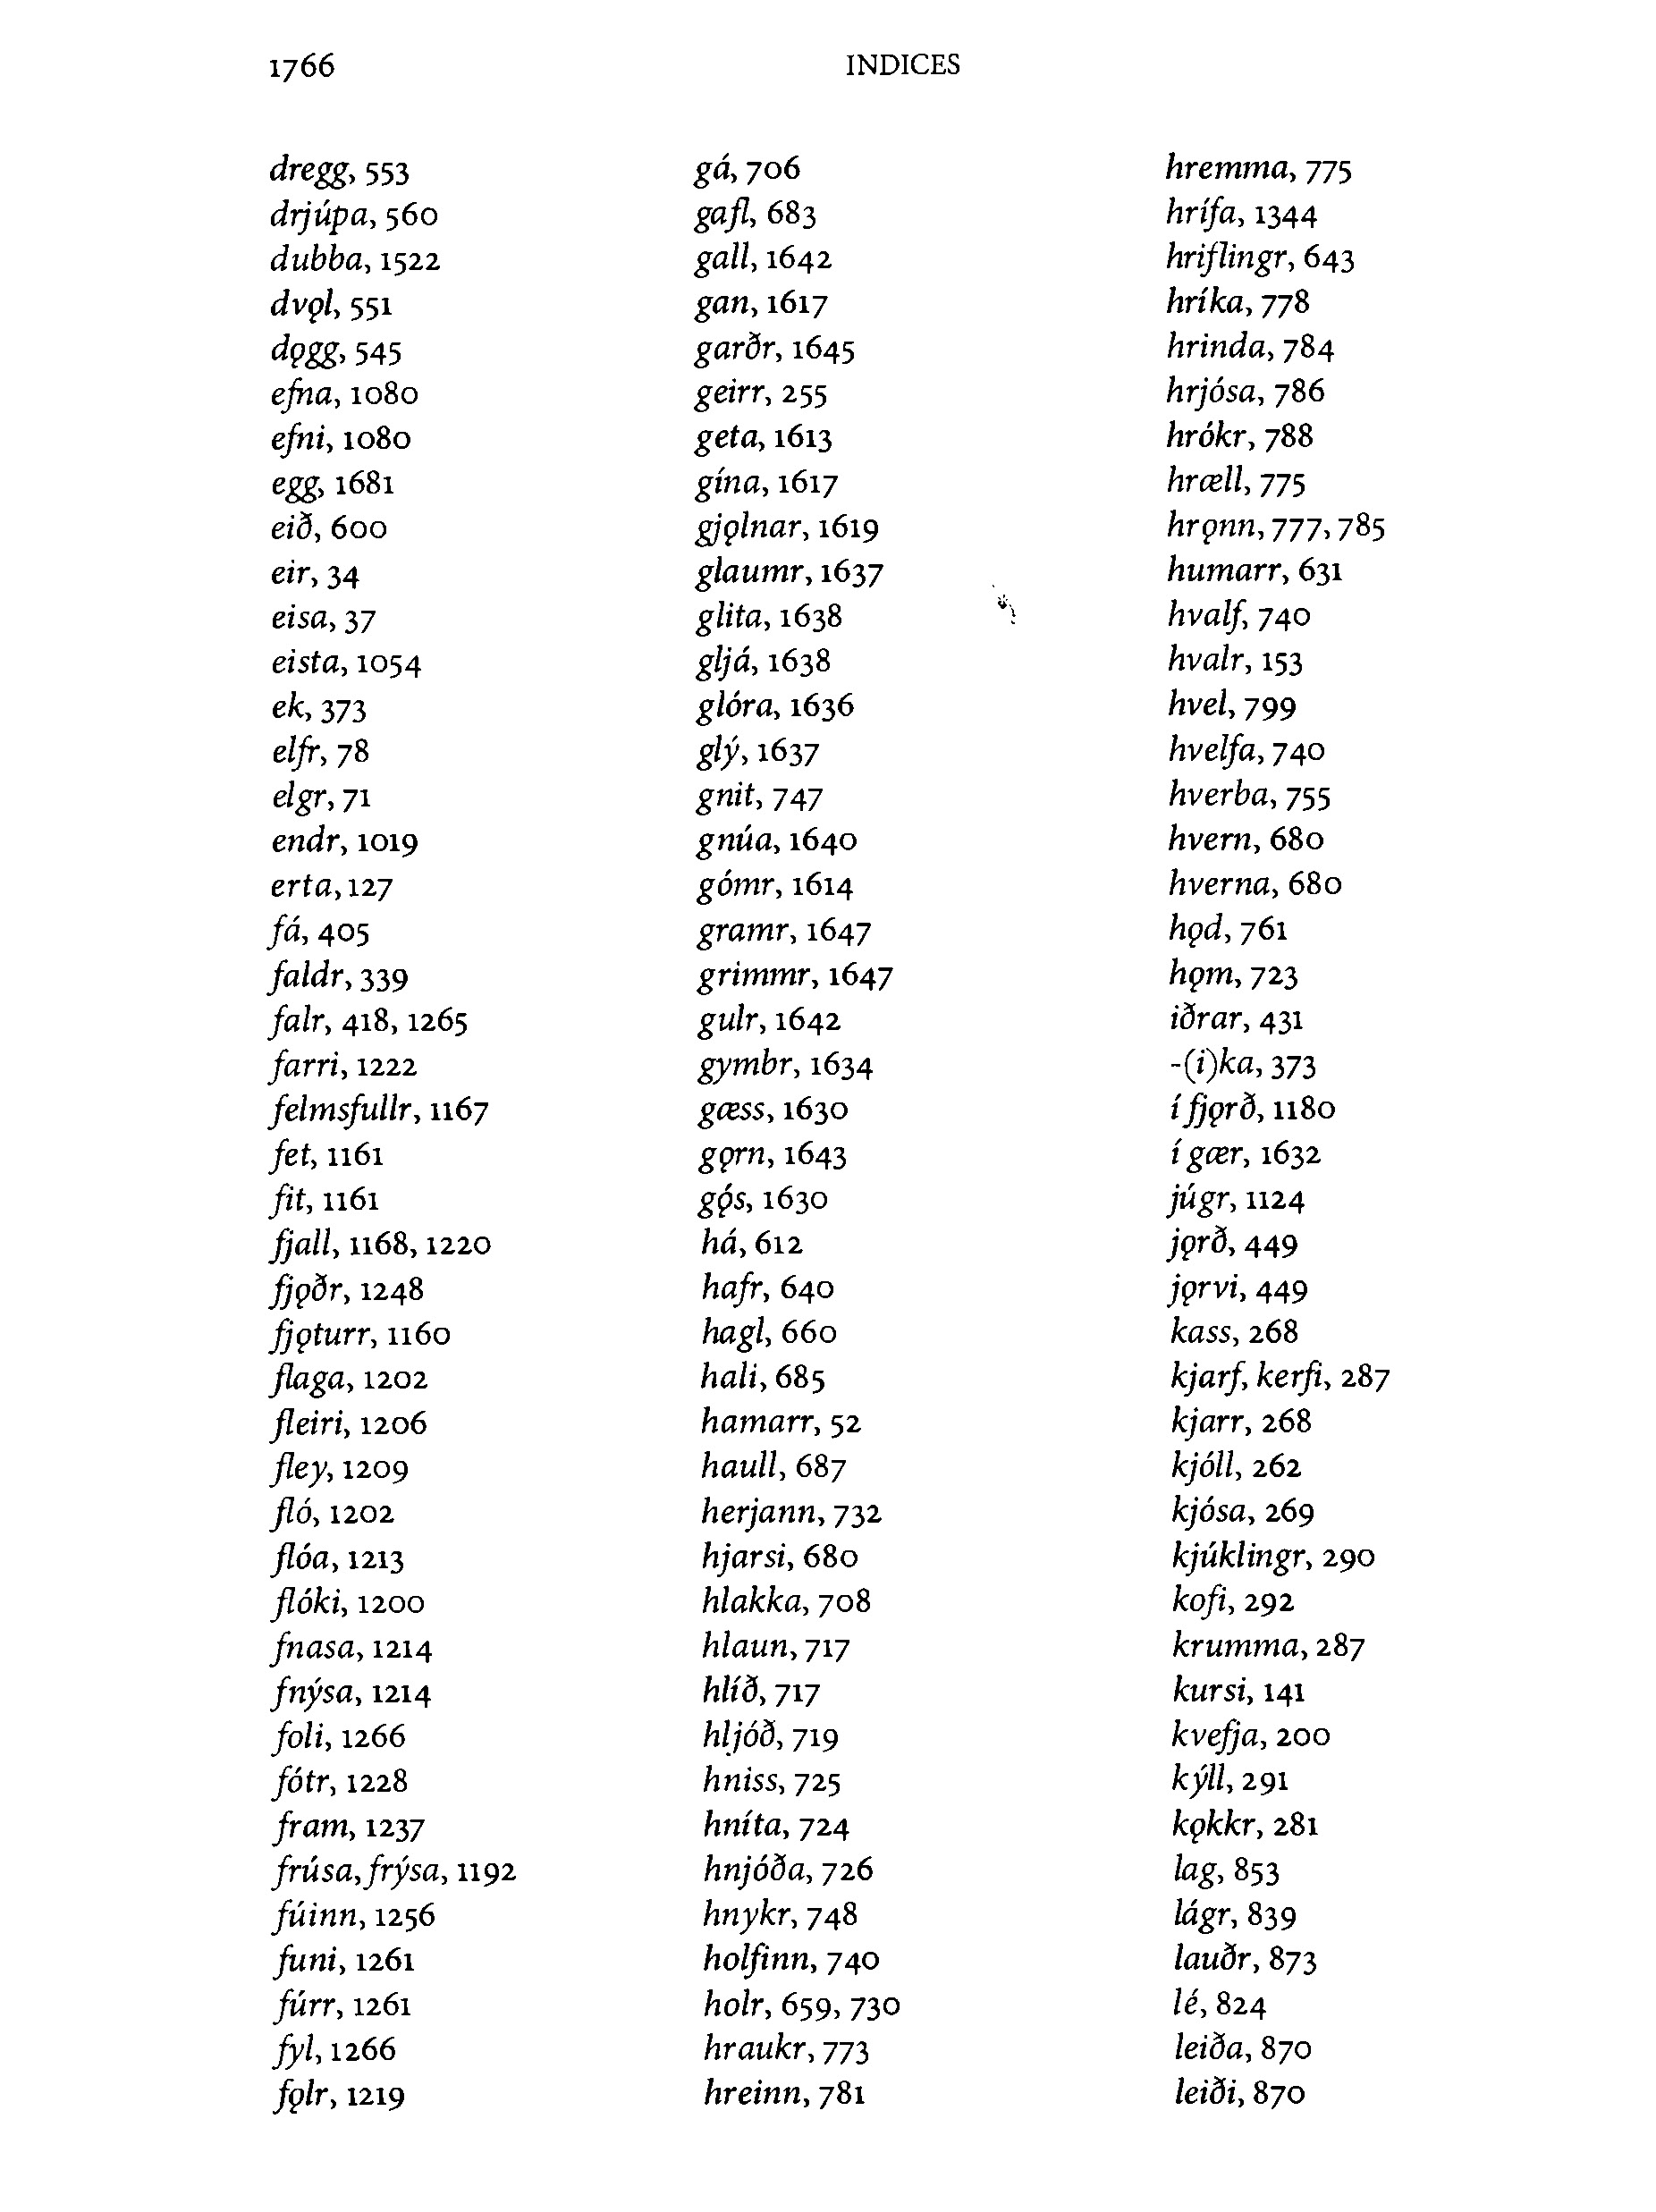 1766
INDICES
dregg, 553
drjúpa, 560
dubba, 1522
dvǫl, 551
dǫgg, 545
efna, 1080
efni, 1080
egg, 1681
eið, 600
eir, 34
eisa, 37
eista, 1054
ek, 373
elfr, 78
elgr, 71
endr, 1019
erta, 127
fá, 405
faldr, 339
falr, 418, 1265
farri, 1222
felmsfullr, 1167
fet, 1161
fit, 1161
fjall, 1168, 1220
fjǫðr, 1248
fjǫturr, 1160
flaga, 1202
fleiri, 1206
fley, 1209
fló, 1202
flóa, 1213
flóki, 1200
fnasa, 1214
fnýsa, 1214
foli, 1266
fótr, 1228
fram, 1237
frúsa, frýsa, 1192
fúinn, 1256
funi, 1261
fúrr, 1261
fyl, 1266
fǫlr, 1219
gá, 706
gafl, 683
gall, 1642
gan, 1617
garðr, 1645
geirr, 255
geta, 1613
gína, 1617
gjǫlnar, 1619
glaumr, 1637
glita, 1638
gljá, 1638
glóra, 1636
glý, 1637
gnit, 747
gnúa, 1640
gómr, 1614
gramr, 1647
grimmr, 1647
gulr, 1642
gymbr, 1634
gæss, 1630
gǫrn, 1643
gǫ́s, 1630
há, 612
hafr, 640
hagl, 660
hali, 685
hamarr, 52
haull, 687
herjann, 732
hjarsi, 680
hlakka, 708
hlaun, 717
hlíð, 717
hljóð, 719
hniss, 725
hníta, 724
hnjóða, 726
hnykr, 748
holfinn, 740
holr, 659, 730
hraukr, 773
hreinn, 781
hremma, 775
hrífa, 1344
hriflingr, 643
hríka, 778
hrinda, 784
hrjósa, 786
hrókr, 788
hræll, 775
hrǫnn, 777, 785
humarr, 631
hvalf, 740
hvalr, 153
hvel, 799
hvelfa, 740
hverba, 755
hvern, 680
hverna, 680
hǫd, 761
hǫm, 723
iðrar, 431
-(i)ka, 373
í fjǫrð, 1180
í gær, 1632
júgr, 1124
jǫrð, 449
jǫrvi, 449
kass, 268
kjarf, kerfi, 287
kjarr, 268
kjóll, 262
kjósa, 269
kjúklingr, 290
kofi, 292
krumma, 287
kursi, 141
kvefja, 200
kýll, 291
kǫkkr, 281
lag, 853
lágr, 839
lauðr, 873
lé, 824
leiða, 870
leiði, 870